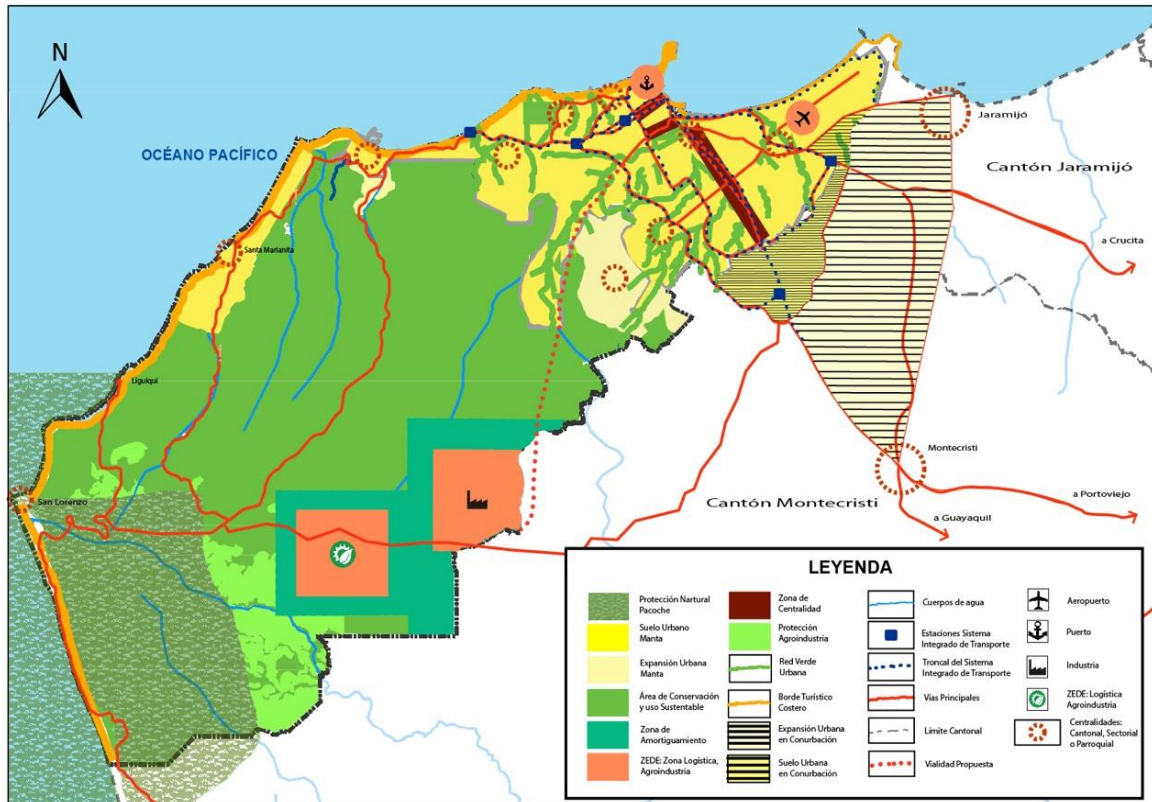 N
OCÉANO PACÍFICO
Jaramijó
Cantón Jaramijó
a Crucita
Santa Marianita
Liguiqui
San Lorenzo
Montecristi
Cantón Montecristi
a Portoviejo
a Guayaquil
LEYENDA
Protección Nartural
Pacoche
Suelo Urbano
Manta
Expansión Urbana
Manta
Área de Conservación
y uso Sustentable
Zona de
Amortiguamiento
ZEDE: Zona Logística,
Agroindustria
Zona de
Centralidad
Protección
Agroindustria
Red Verde
Urbana
Borde Turístico
Costero
Expansión Urbana
en Conurbación
Suelo Urbana
en Conurbación
Cuerpos de agua
Estaciones Sistema
Integrado de Transporte
Troncal del Sistema
Integrado de Transporte
Vías Principales
Límite Cantonal
Vialidad Propuesta
Aeropuerto
Puerto
Industria
ZEDE: Logística
Agroindustria
Centralidades:
Cantonal, Sectorial
o Parroquial